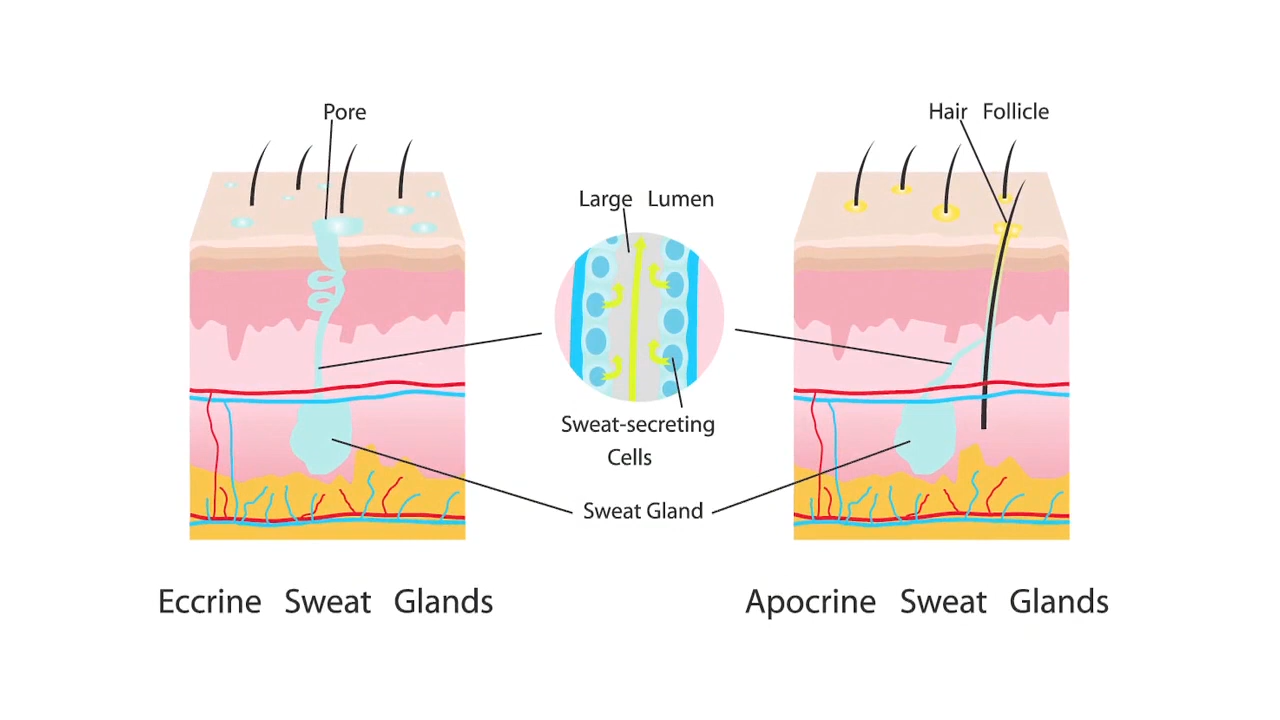 Pore
Hair Follicle
Large Lumen
Sweat-secreting
Cells
Sweat Gland
Eccrine Sweat Glands
Apocrine Sweat Glands